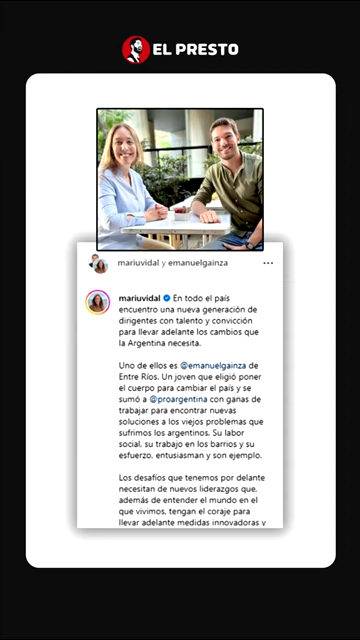 EL PRESTO
mariuvidal y emanuelgainza
mariuvidal En todo el país
encuentro una nueva generación de
dirigentes con talento y convicción
para llevar adelante los cambios que
la Argentina necesita.
Uno de ellos es @emanuelgainza de
Entre Ríos. Un joven que eligió poner
el cuerpo para cambiar el país y se
sumó a @proargentina con ganas de
trabajar para encontrar nuevas
soluciones a los viejos problemas que
sufrimos los argentinos. Su labor
social, su trabajo en los barrios y su
esfuerzo, entusiasman y son ejemplo.
Los desafíos que tenemos por delante
necesitan de nuevos liderazgos que,
además de entender el mundo en el
que vivimos, tengan el coraje para
llevar adelante medidas innovadoras y